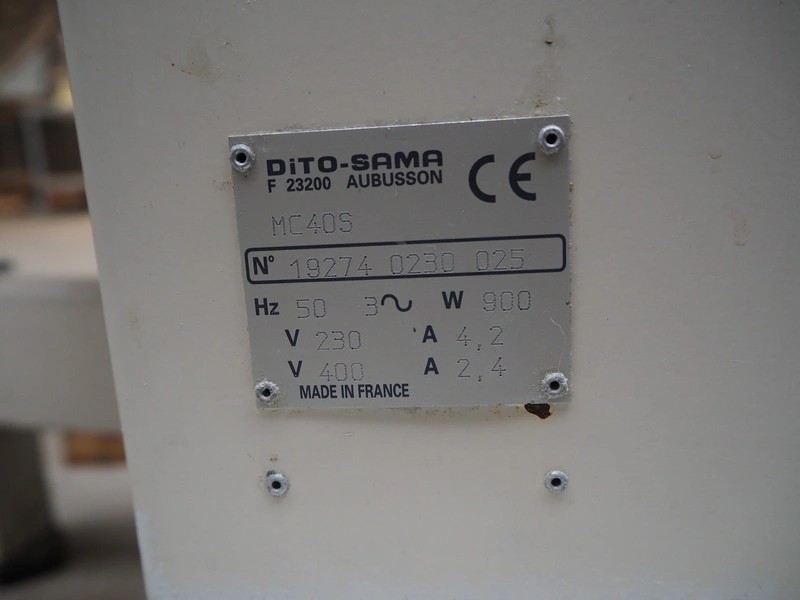 DiTO-SAMA
F 23200 AUBUSSON
CE
MC40S
N° 19274 0230 025
Hz 50 3~ W 900
V 230 A 4,2
V 400 A 2,4
MADE IN FRANCE